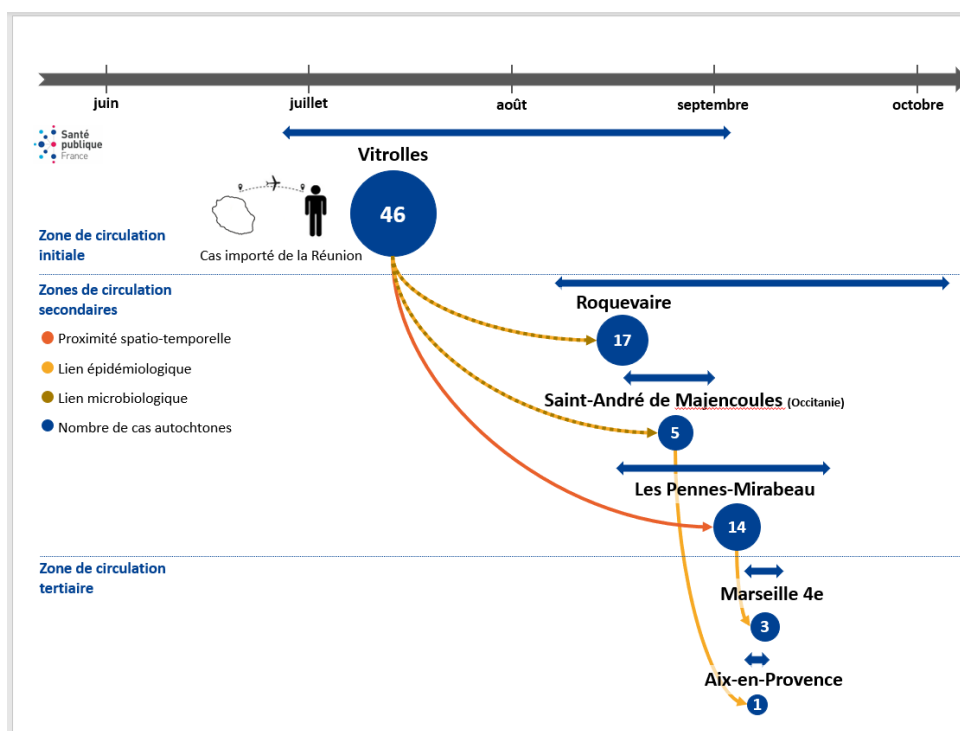 juin
juillet
août
septembre
octobre
Santé
publique
France
Vitrolles
46
Cas importé de la Réunion
Zone de circulation
initiale
Zones de circulation
secondaires
Proximité spatio-temporelle
Lien épidémiologique
Lien microbiologique
Nombre de cas autochtones
Roquevaire
17
Saint-André de Majencoules (Occitanie)
5
Les Pennes-Mirabeau
14
Zone de circulation
tertiaire
Marseille 4e
3
Aix-en-Provence
1